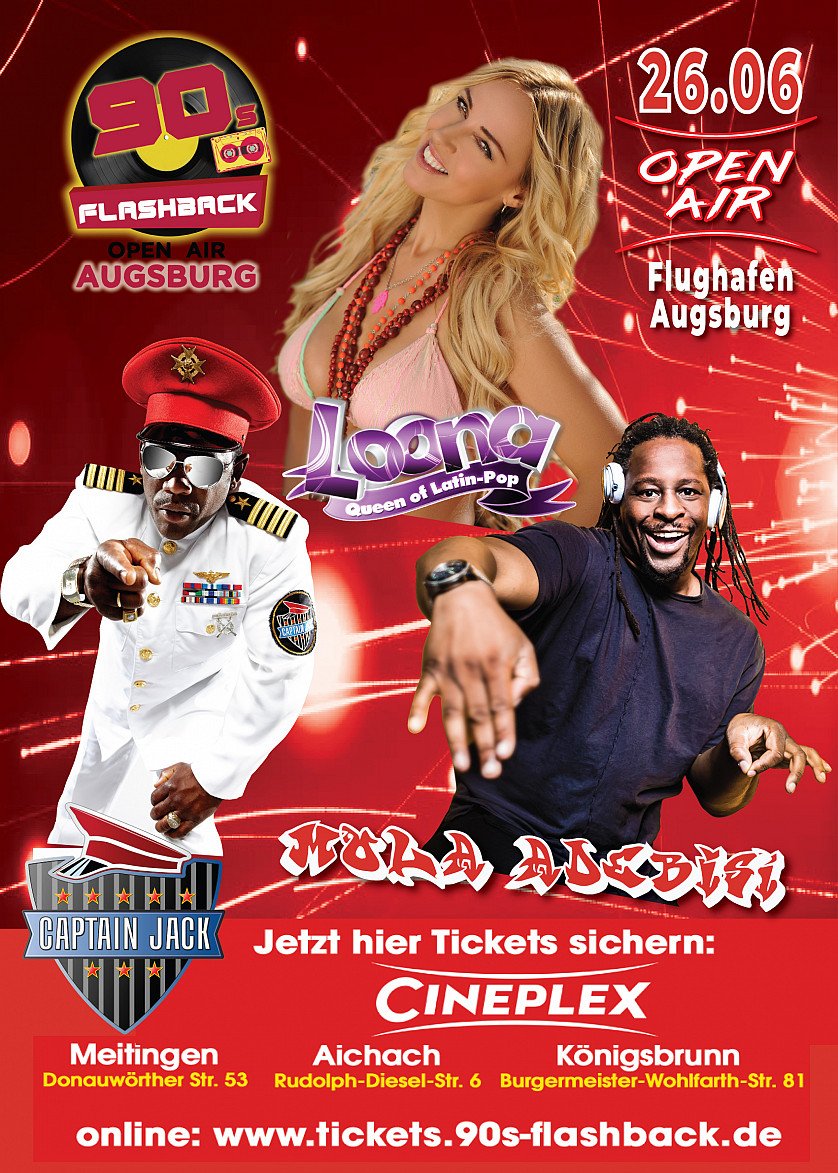 90s
FLASHBACK
OPEN AIR
AUGSBURG
26.06
OPEN
AIR
Flughafen
Augsburg
Loona
Queen of Latin-Pop
CAPTAIN JACK
MOLA ADEBISI
CAPTAIN JACK
Jetzt hier Tickets sichern:
CINEPLEX
Meitingen
Donauwörther Str. 53
Aichach
Rudolph-Diesel-Str. 6
Königsbrunn
Burgermeister-Wohlfarth-Str. 81
online: www.tickets.90s-flashback.de